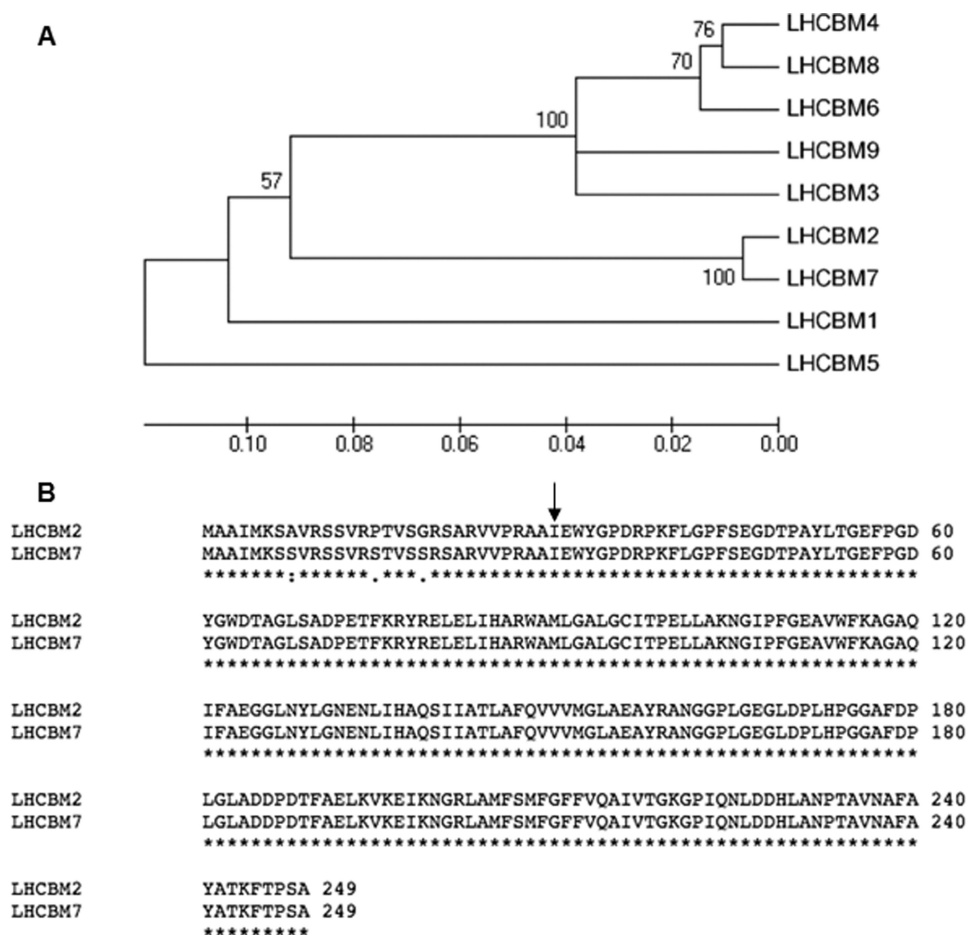 A
LHCBM4
76
LHCBM8
70
LHCBM6
100
LHCBM9
LHCBM3
57
LHCBM2
100
LHCBM7
LHCBM1
LHCBM5
0.10 0.08 0.06 0.04 0.02 0.00
B
LHCBM2 MAAIMKSAVRSSVRPTVSGRSARVVPRAAIEWYGPDRPKFLGPFSEGDTPAYLTGEFPGD 60
LHCBM7 MAAIMKSAVRSSVRSTVSSRSARVVPRAAIEWYGPDRPKFLGPFSEGDTPAYLTGEFPGD 60
*******:******.***.*****************************************
LHCBM2 YGWDTAGLSADPETFKRYRELELIHARWAMLGALGCITPELLAKNGIPFGEAVWFKAGAQ 120
LHCBM7 YGWDTAGLSADPETFKRYRELELIHARWAMLGALGCITPELLAKNGIPFGEAVWFKAGAQ 120
************************************************************
LHCBM2 IFAEGGLNYLGNENLIHAQSIIATLAFQVVVMGLAEAYRANGGPLGEGLDPLHPGGAFDP 180
LHCBM7 IFAEGGLNYLGNENLIHAQSIIATLAFQVVVMGLAEAYRANGGPLGEGLDPLHPGGAFDP 180
************************************************************
LHCBM2 LGLADDPDTFAELKVKEIKNGRLAMFSMFGFFVQAIVTGKGPIQNLDDHLANPTAVNAFA 240
LHCBM7 LGLADDPDTFAELKVKEIKNGRLAMFSMFGFFVQAIVTGKGPIQNLDDHLANPTAVNAFA 240
************************************************************
LHCBM2 YATKFTPSA 249
LHCBM7 YATKFTPSA 249
*********